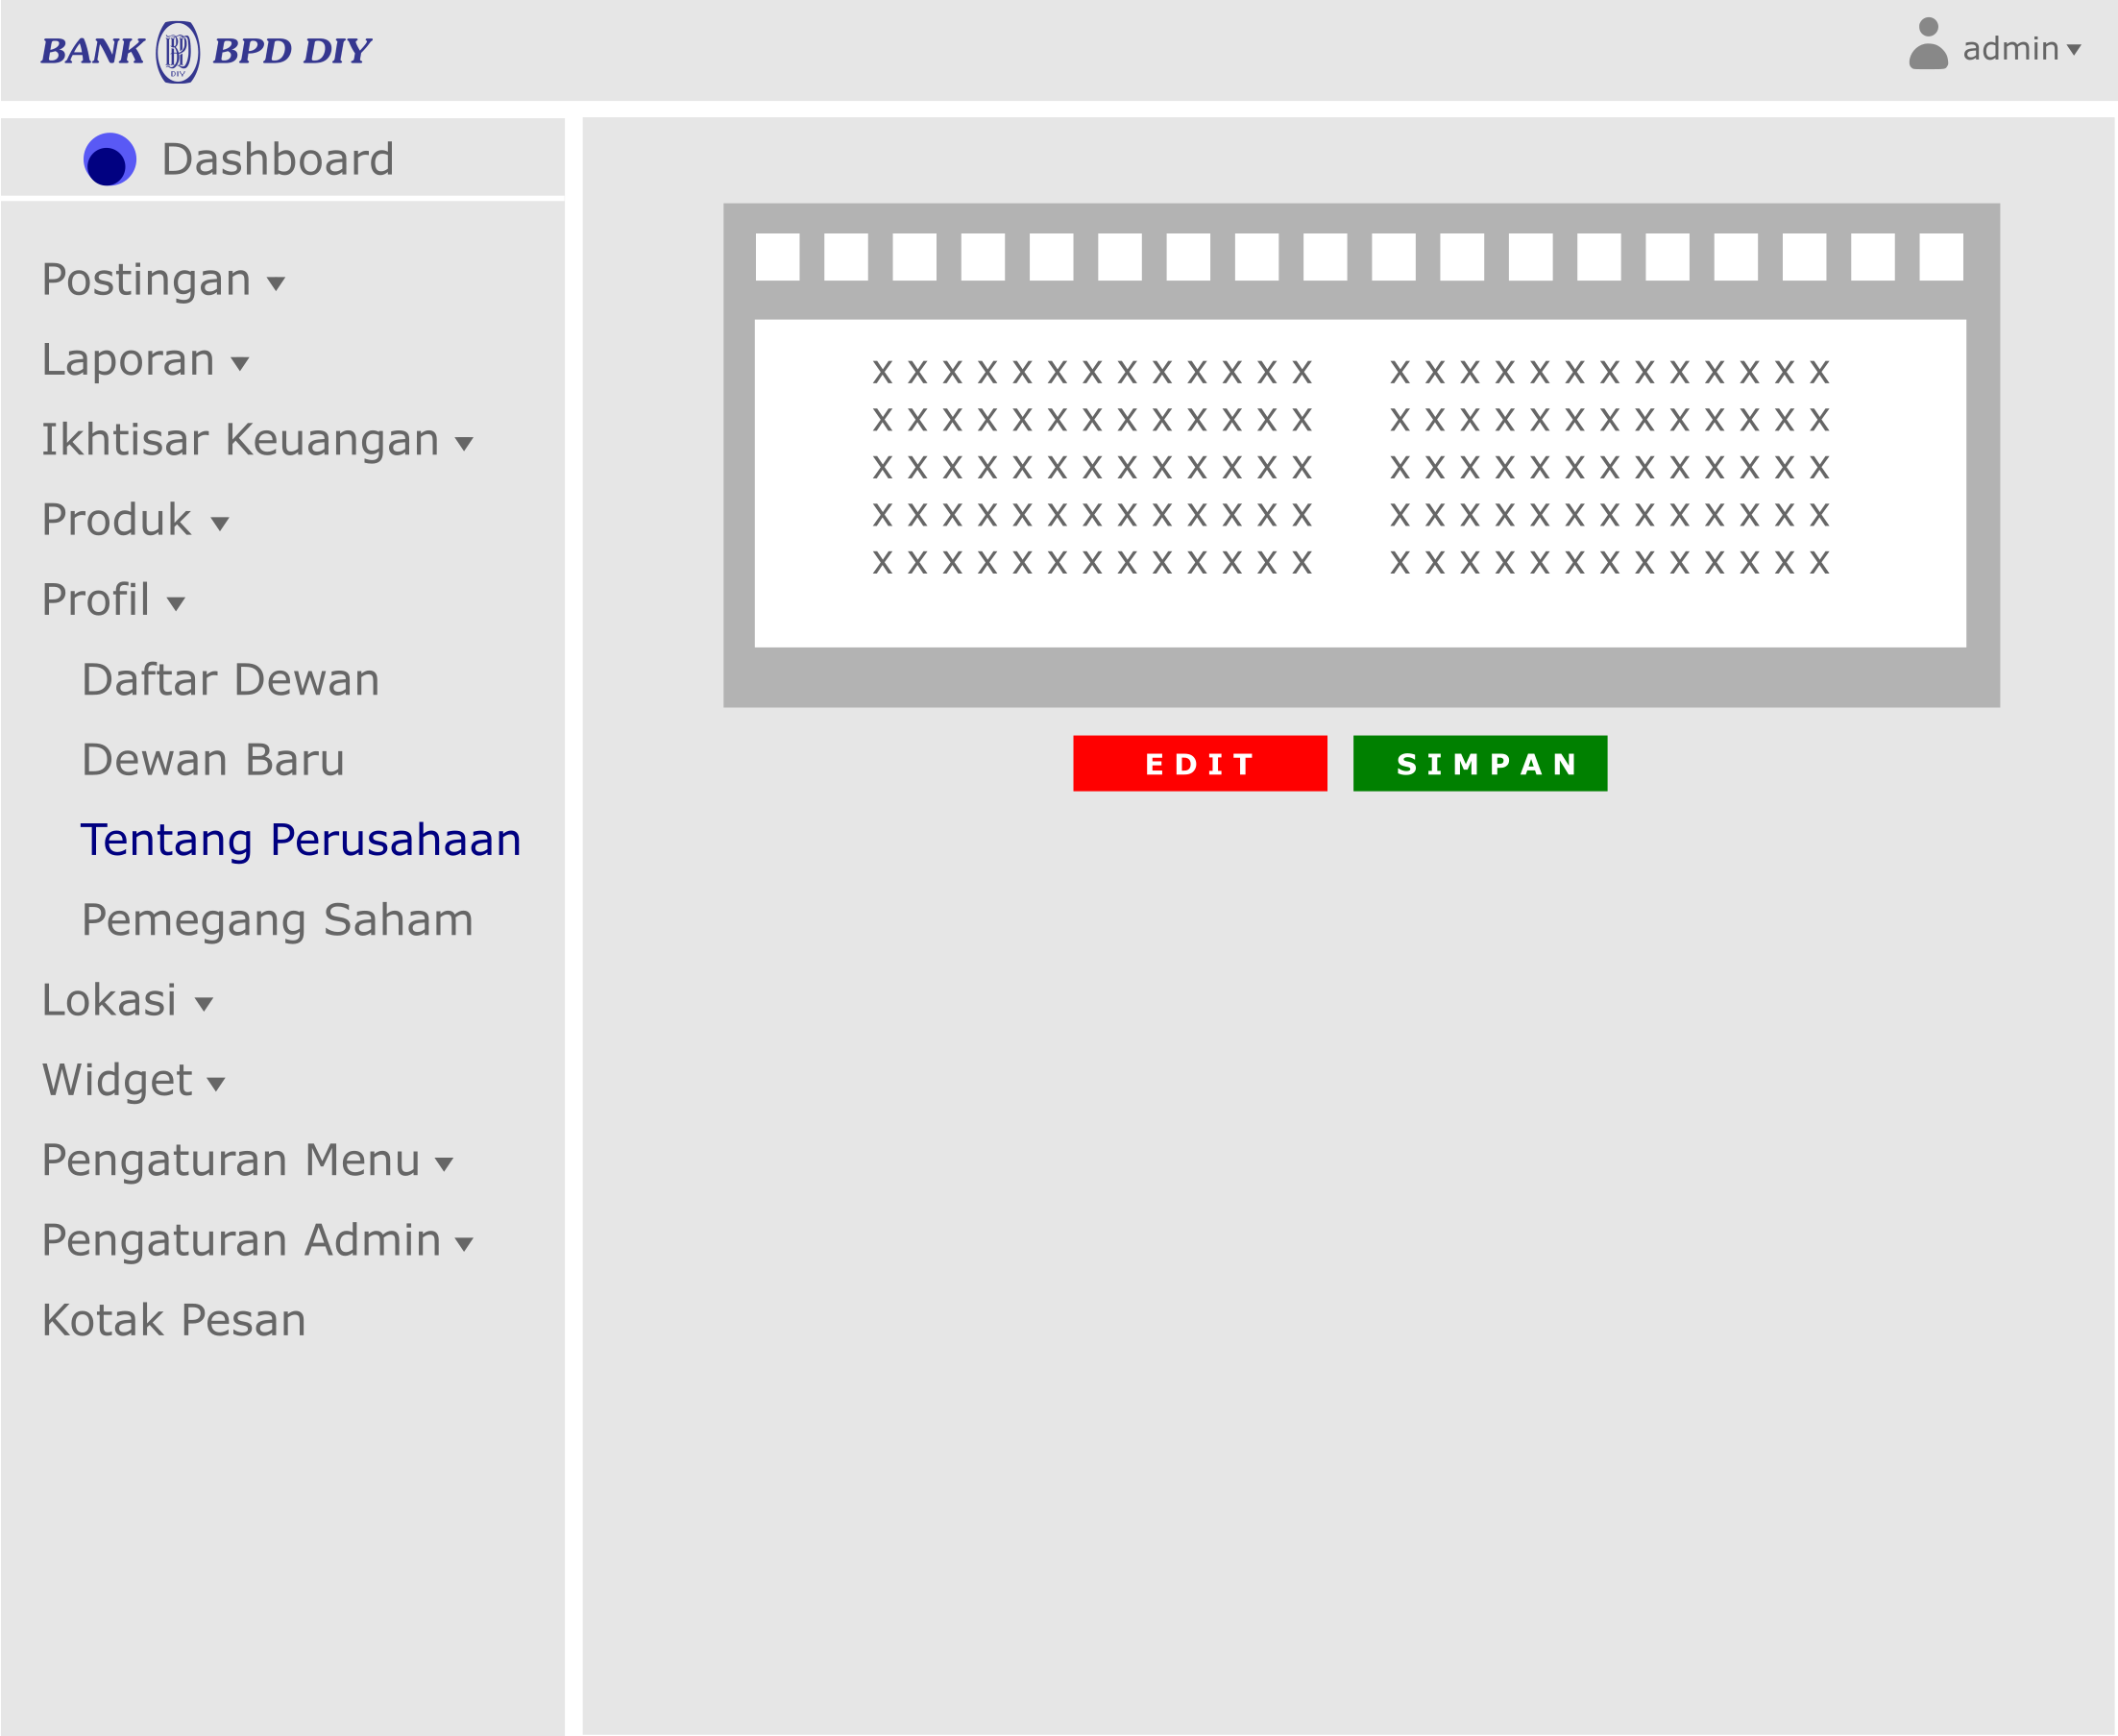 BANK BPD DIY
admin
Dashboard
Postingan
Laporan
Ikhtisar Keuangan
Produk
Profil
Daftar Dewan
Dewan Baru
Tentang Perusahaan
Pemegang Saham
Lokasi
Widget
Pengaturan Menu
Pengaturan Admin
Kotak Pesan
x x x x x x x x x x x x x x x x x x x x x x x x x x
x x x x x x x x x x x x x x x x x x x x x x x x x x
x x x x x x x x x x x x x x x x x x x x x x x x x x
x x x x x x x x x x x x x x x x x x x x x x x x x x
x x x x x x x x x x x x x x x x x x x x x x x x x x
EDIT
SIMPAN